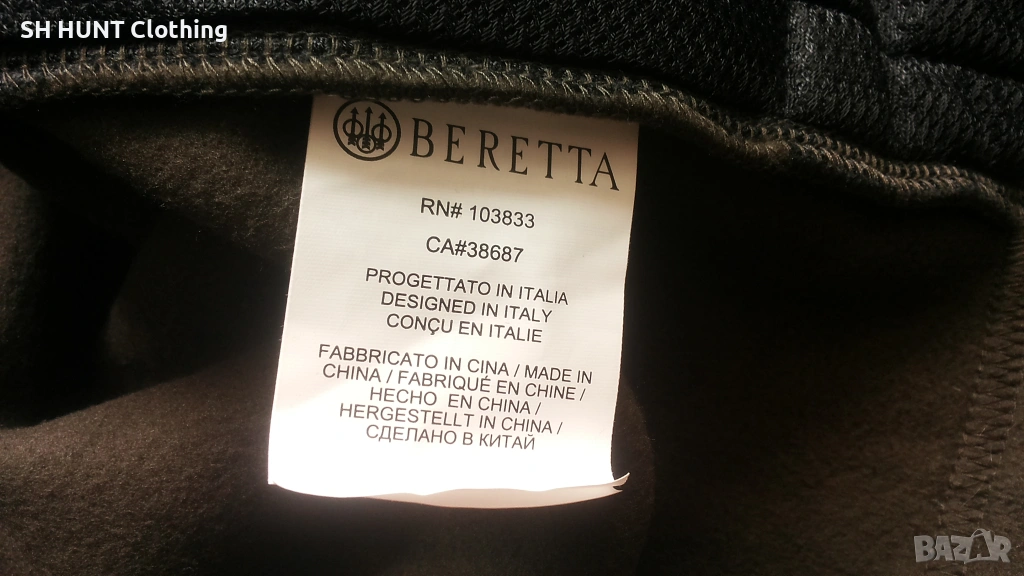 SH HUNT Clothing
BERETTA
RN# 103833
CA#38687
PROGETTATO IN ITALIA
DESIGNED IN ITALY
CONÇU EN ITALIE
FABBRICATO IN CINA / MADE IN
CHINA / FABRIQUÉ EN CHINE /
HECHO EN CHINA /
HERGESTELLT IN CHINA /
СДЕЛАНО В КИТАЙ
BAZAR